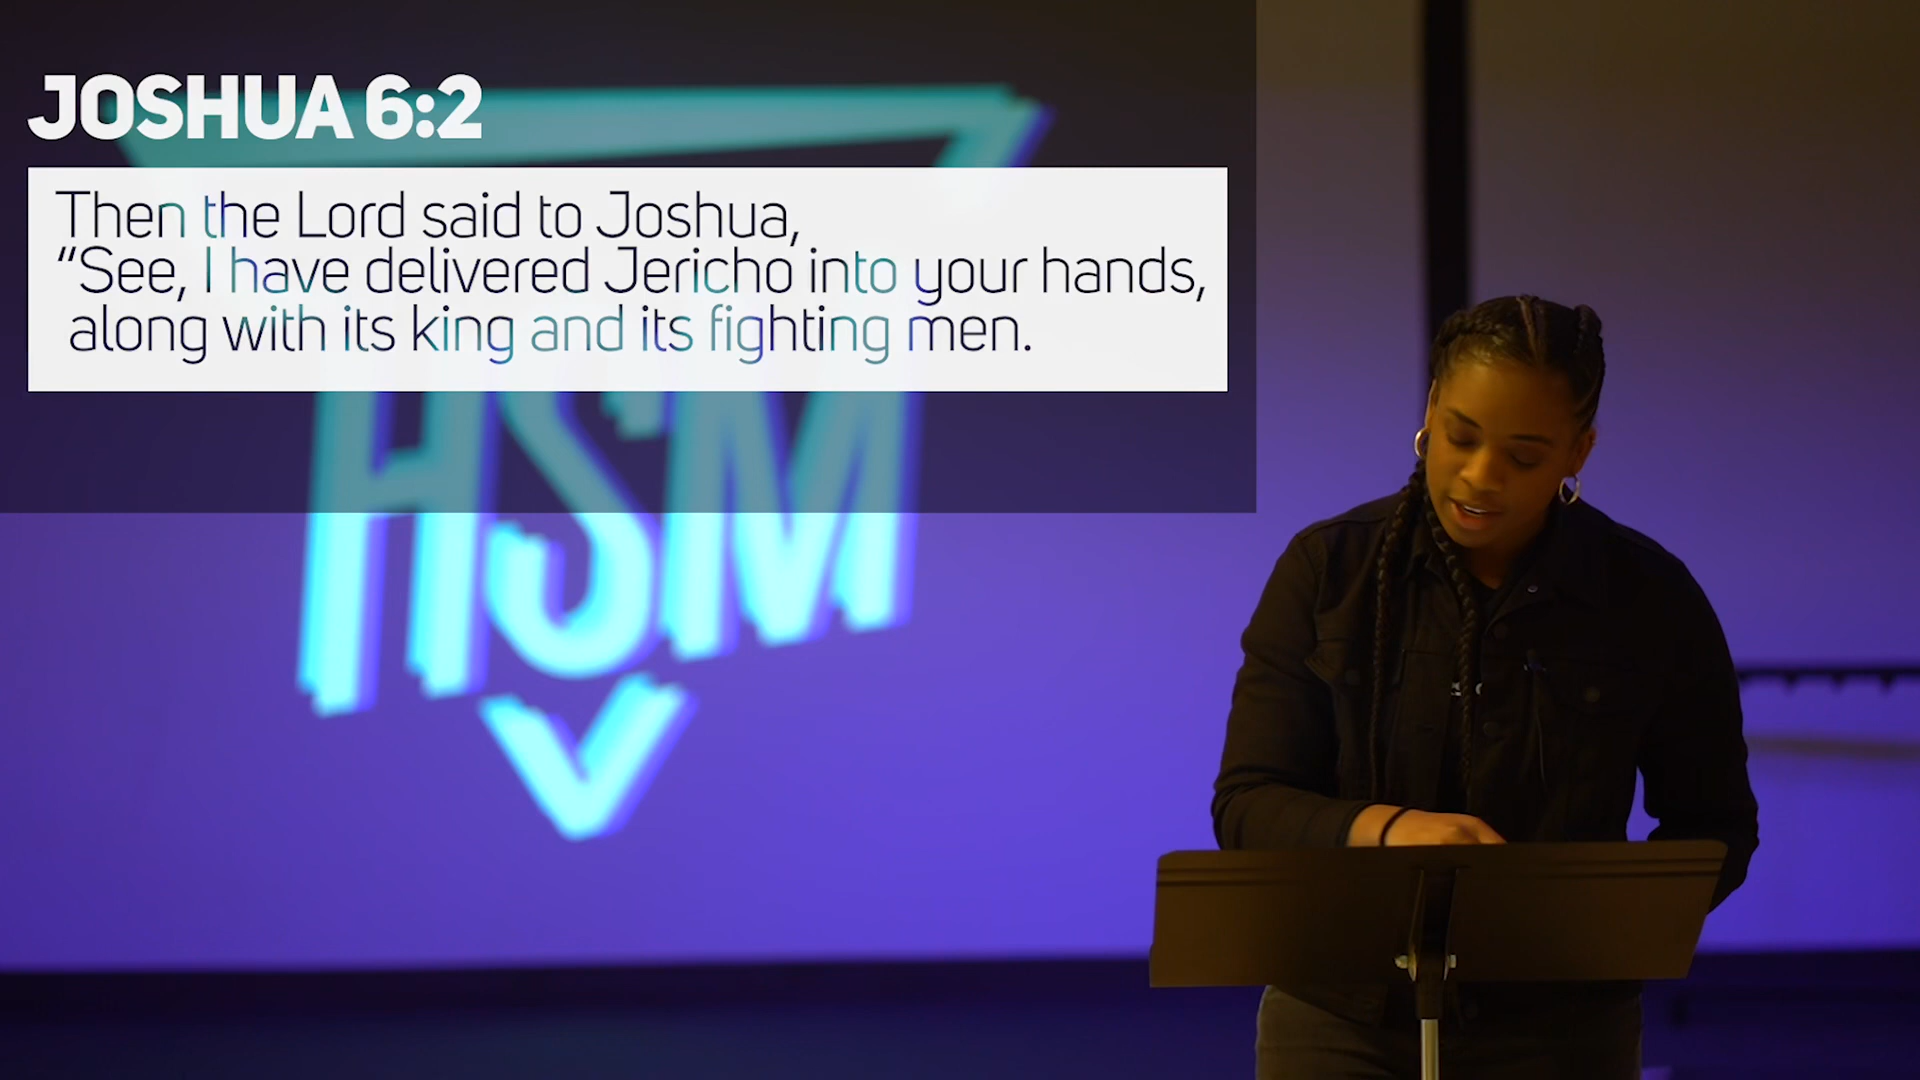 JOSHUA 6:2
Then the Lord said to Joshua,
“See, I have delivered Jericho into your hands,
along with its king and its fighting men.
HSM